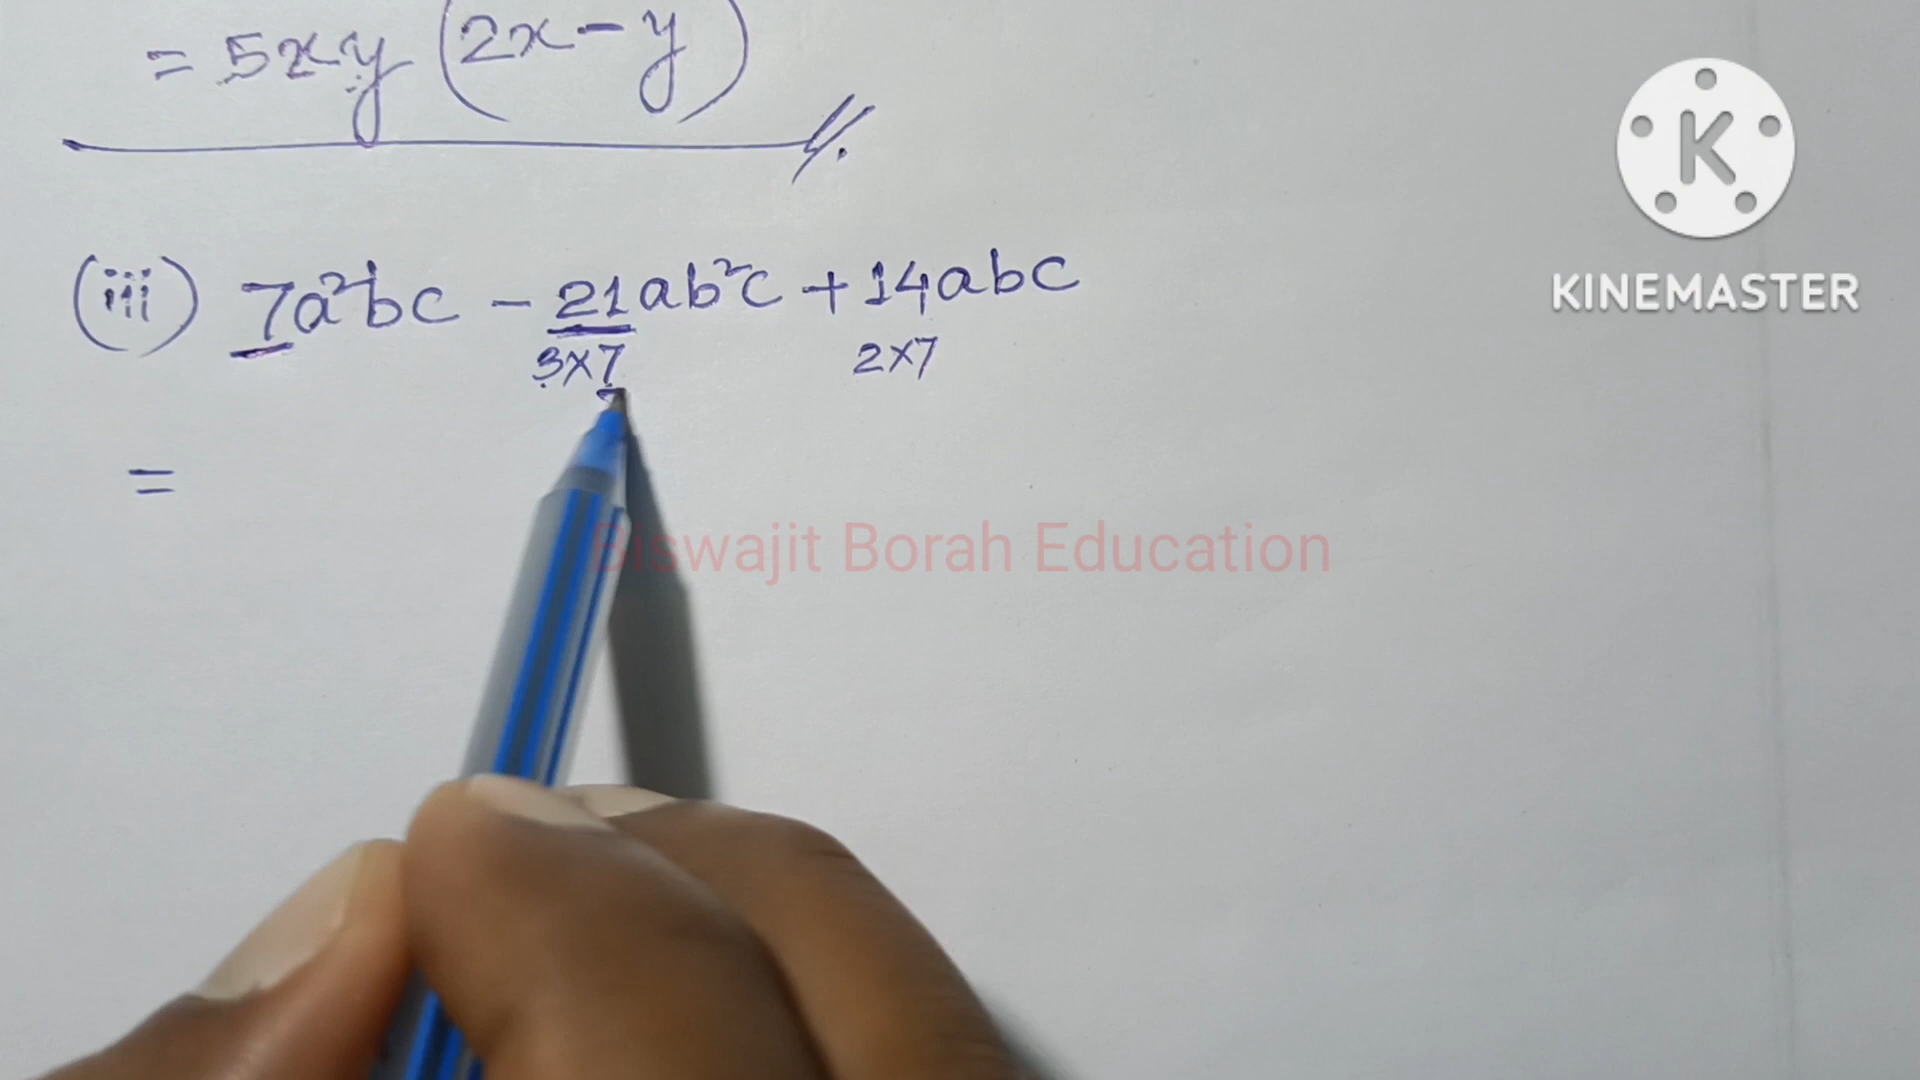 = 5xy (2x - y)
(iii) 7a²bc - 21ab²c + 14abc
3×7 2×7
=
K
KINEMASTER
Biswajit Borah Education